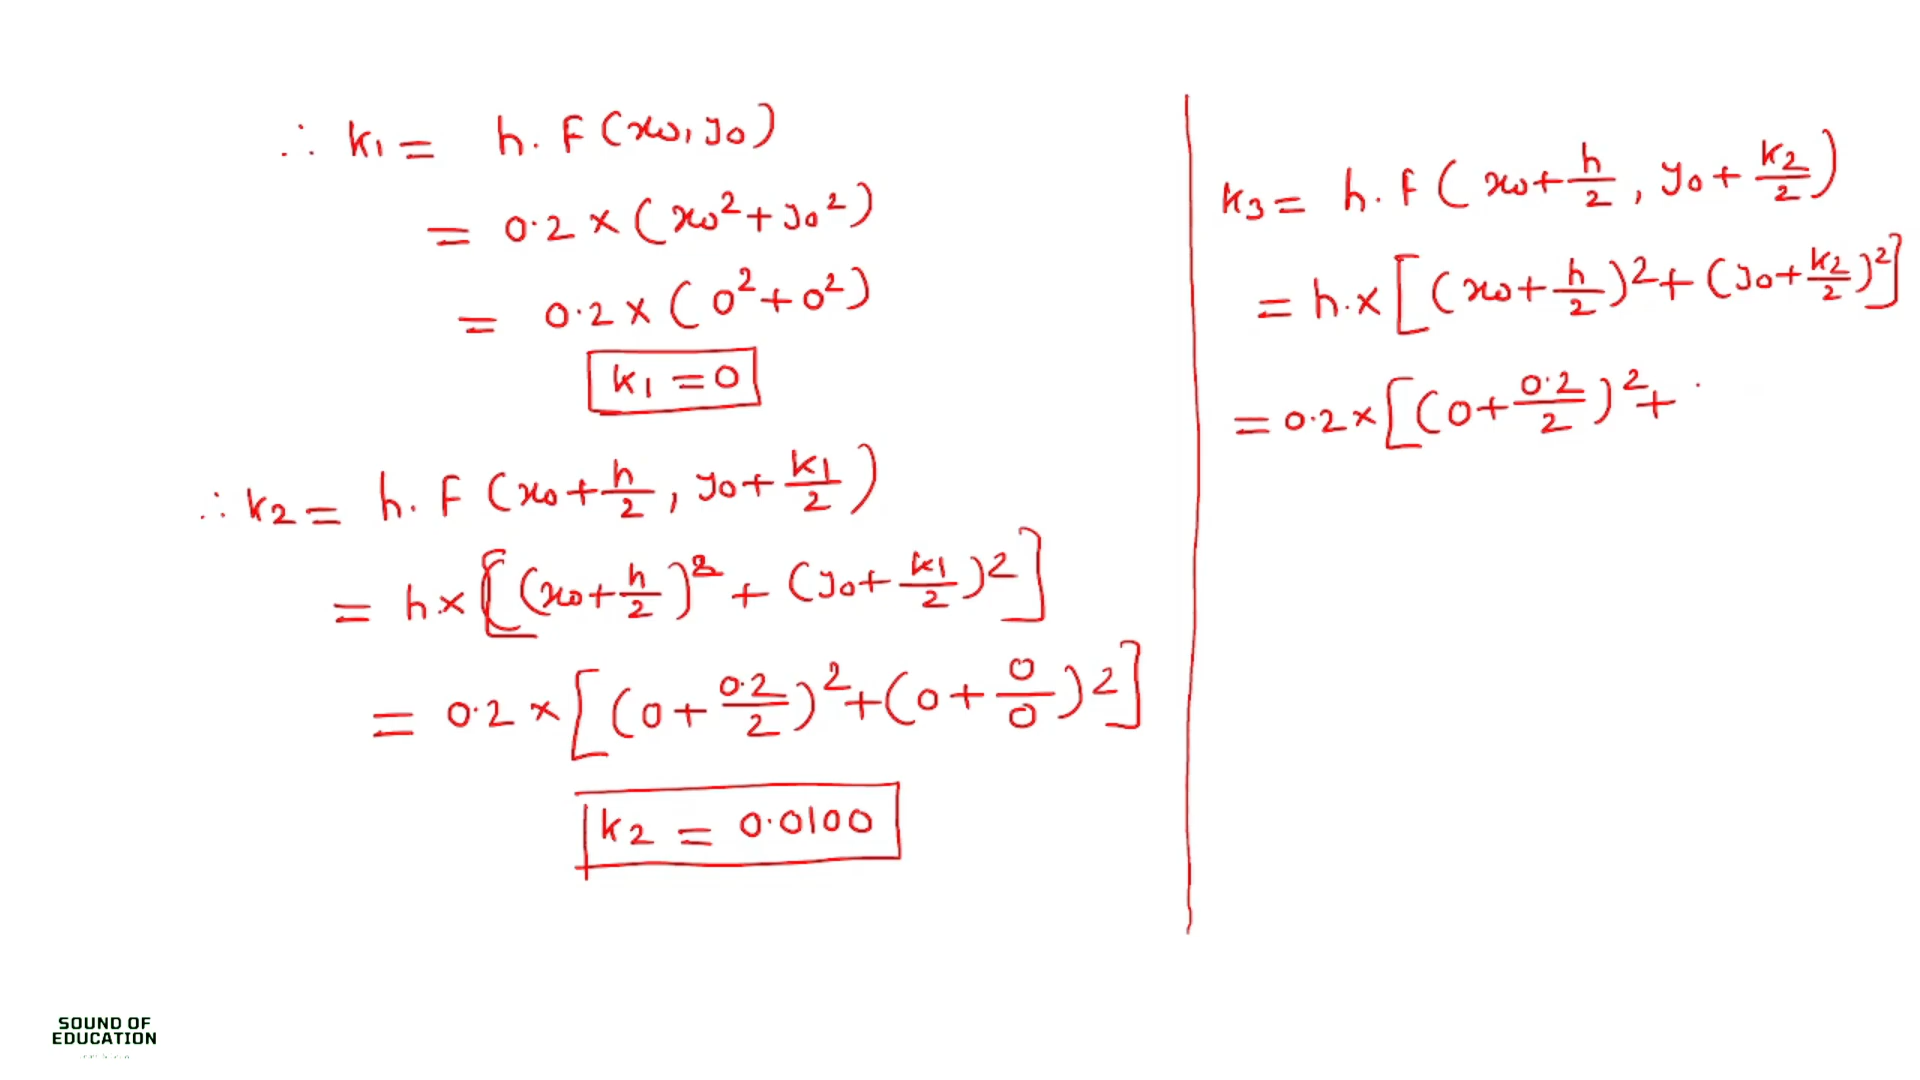 ∴ k₁ = h. F (x₀, y₀)
= 0.2 × (x₀² + y₀²)
= 0.2 × (0² + 0²)
k₁ = 0
∴ k₂ = h. F (x₀ + h/2, y₀ + k₁/2)
= h × [(x₀ + h/2)² + (y₀ + k₁/2)²]
= 0.2 × [(0 + 0.2/2)² + (0 + 0/0)²]
k₂ = 0.0100
k₃ = h. F (x₀ + h/2, y₀ + k₂/2)
= h. × [(x₀ + h/2)² + (y₀ + k₂/2)²]
= 0.2 × [(0 + 0.2/2)² +
SOUND OF
EDUCATION